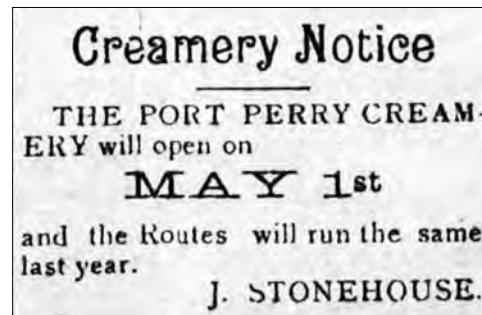 Creamery Notice
THE PORT PERRY CREAM-
ERY will open on
MAY 1st
and the Routes will run the same
last year.
J. STONEHOUSE.